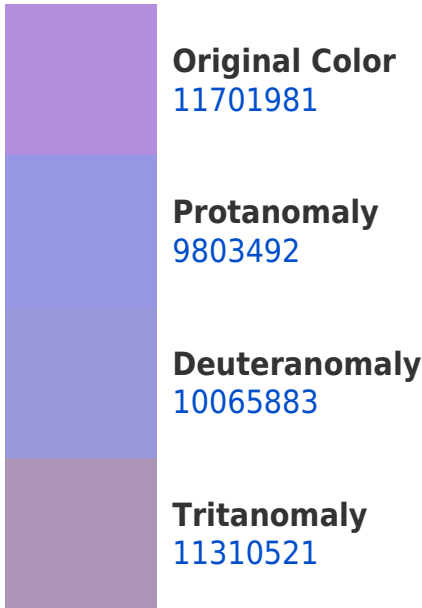 Original Color
11701981
Protanomaly
9803492
Deuteranomaly
10065883
Tritanomaly
11310521